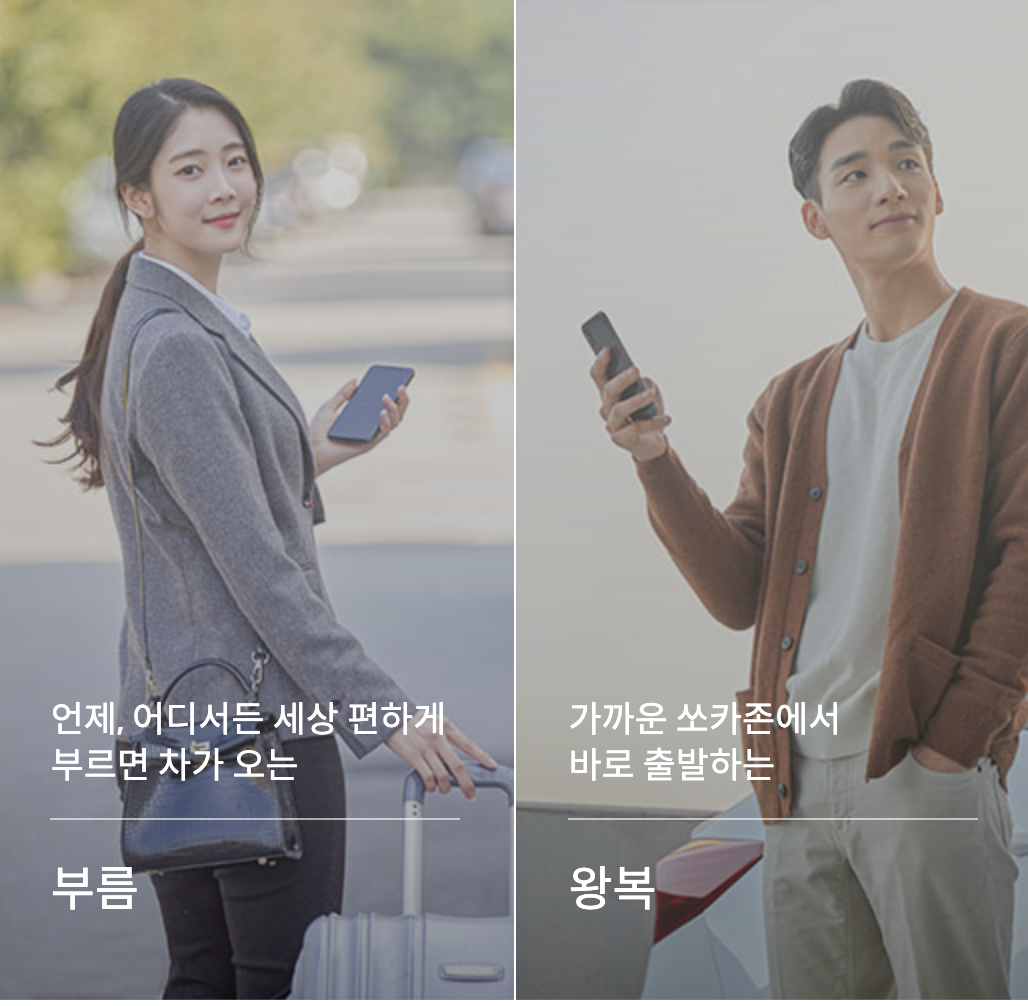 언제, 어디서든 세상 편하게
부르면 차가 오는
부름
가까운 쏘카존에서
바로 출발하는
왕복